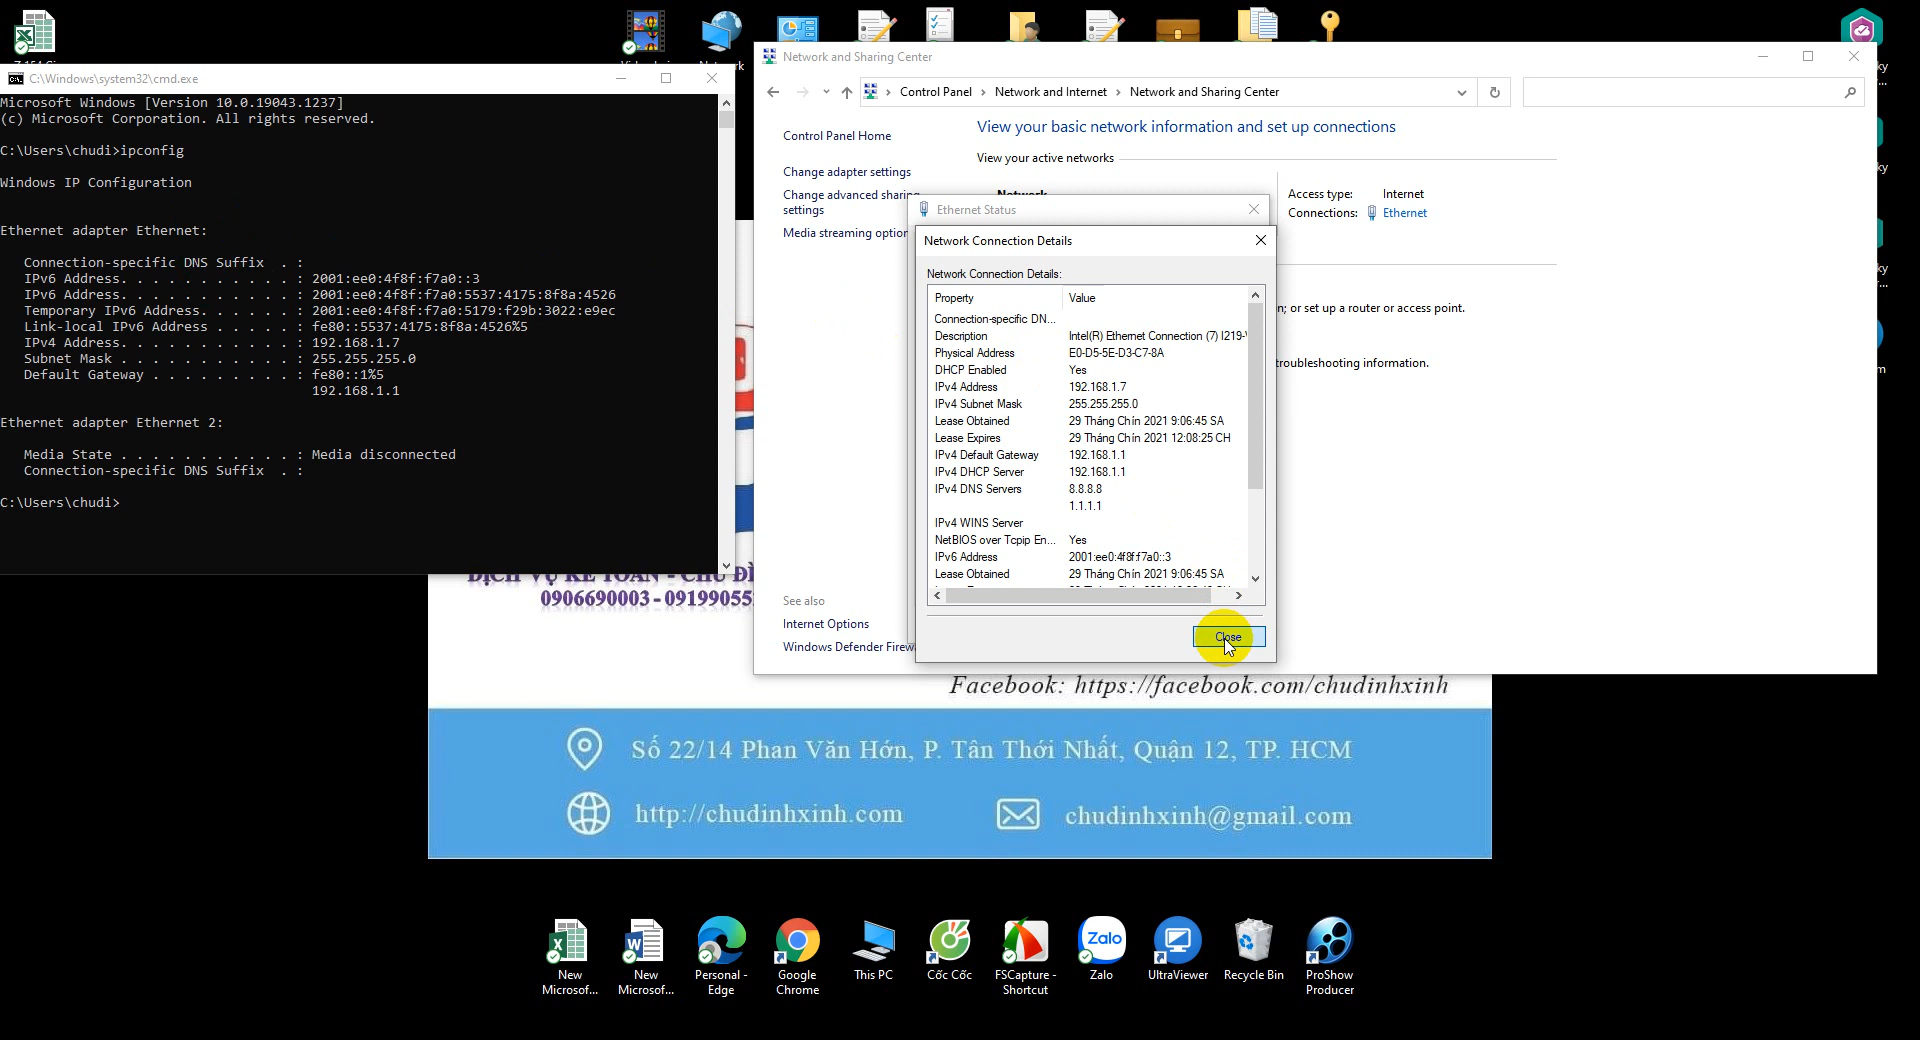 C:\Windows\system32\cmd.exe
Microsoft Windows [Version 10.0.19043.1237]
(c) Microsoft Corporation. All rights reserved.
C:\Users\chudi>ipconfig
Windows IP Configuration
Ethernet adapter Ethernet:
Connection-specific DNS Suffix . :
IPv6 Address. . . . . . . . . . . : 2001:ee0:4f8f:f7a0::3
IPv6 Address. . . . . . . . . . . : 2001:ee0:4f8f:f7a0:5537:4175:8f8a:4526
Temporary IPv6 Address. . . . . . : 2001:ee0:4f8f:f7a0:5179:f29b:3022:e9ec
Link-local IPv6 Address . . . . . : fe80::5537:4175:8f8a:4526%5
IPv4 Address. . . . . . . . . . . : 192.168.1.7
Subnet Mask . . . . . . . . . . . : 255.255.255.0
Default Gateway . . . . . . . . . : fe80::1%5
192.168.1.1
Ethernet adapter Ethernet 2:
Media State . . . . . . . . . . . : Media disconnected
Connection-specific DNS Suffix . :
C:\Users\chudi>
Network and Sharing Center
Control Panel > Network and Internet > Network and Sharing Center
Control Panel Home
Change adapter settings
Change advanced sharing
settings
Media streaming option
See also
Internet Options
Windows Defender Firew
View your basic network information and set up connections
View your active networks
Network
Access type: Internet
Connections: Ethernet
; or set up a router or access point.
troubleshooting information.
Ethernet Status
Network Connection Details
Network Connection Details:
Property Value
Connection-specific DN...
Description Intel(R) Ethernet Connection (7) I219-
Physical Address E0-D5-5E-D3-C7-8A
DHCP Enabled Yes
IPv4 Address 192.168.1.7
IPv4 Subnet Mask 255.255.255.0
Lease Obtained 29 Tháng Chín 2021 9:06:45 SA
Lease Expires 29 Tháng Chín 2021 12:08:25 CH
IPv4 Default Gateway 192.168.1.1
IPv4 DHCP Server 192.168.1.1
IPv4 DNS Servers 8.8.8.8
1.1.1.1
IPv4 WINS Server
NetBIOS over Tcpip En... Yes
IPv6 Address 2001:ee0:4f8f:f7a0::3
Lease Obtained 29 Tháng Chín 2021 9:06:45 SA
Close
DỊCH VỤ KẾ TOÁN - CHU ĐÌ
0906690003 - 09199055
Facebook: https://facebook.com/chudinhxinh
Số 22/14 Phan Văn Hớn, P. Tân Thới Nhất, Quận 12, TP. HCM
http://chudinhxinh.com
chudinhxinh@gmail.com
New Microsof...
New Microsof...
Personal - Edge
Google Chrome
This PC
Cốc Cốc
FSCapture - Shortcut
Zalo
Zalo
UltraViewer
Recycle Bin
ProShow Producer